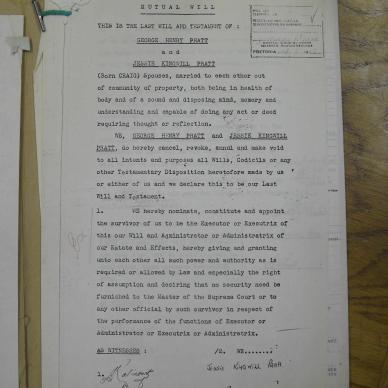 MUTUAL WILL
THIS IS THE LAST WILL AND TESTAMENT OF :
GEORGE HENRY PRATT
and
JESSIE KINGWILL PRATT
(Born CRAIG) Spouses, married to each other out
of community of property, both being in health of
body and of a sound and disposing mind, memory and
understanding and capable of doing any act or deed
requiring thought or reflection.
WE, GEORGE HENRY PRATT and JESSIE KINGWILL
PRATT, do hereby cancel, revoke, annul and make void
to all intents and purposes all Wills, Codicils or any
other Testamentary Disposition heretofore made by us
or either of us and we declare this to be our Last
Will and Testament.
1. WE hereby nominate, constitute and appoint
the survivor of us to be the Executor or Executrix of
this our Will and Administrator or Administratrix of
our Estate and Effects, hereby giving and granting
unto each other all such power and authority as is
required or allowed by law and especially the right
of assumption and desiring that no security need be
furnished to the Master of the Supreme Court or to
any other official by such survivor in respect of
the performance of the functions of Executor or
Administrator or Executrix or Administratrix.
AS WITNESSES : /2. WE.......
1.
Jessie Kingwill Pratt